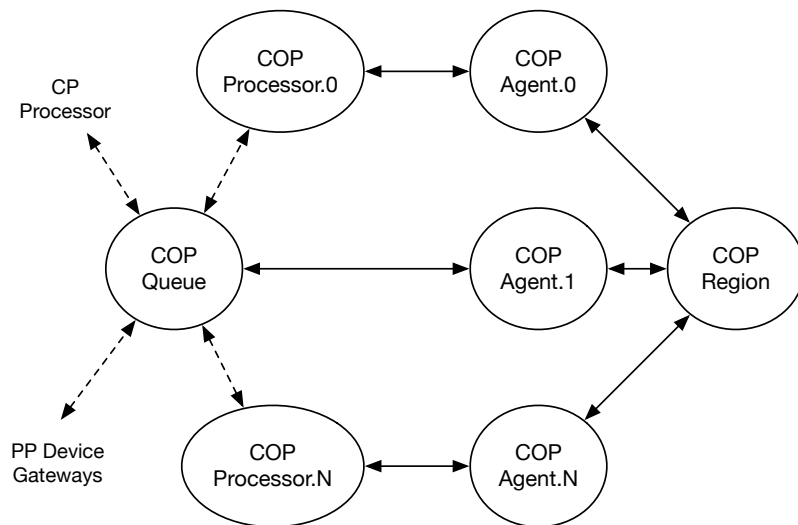 COP
Processor.0
COP
Agent.0
CP
Processor
COP
Queue
COP
Agent.1
COP
Region
PP Device
Gateways
COP
Processor.N
COP
Agent.N